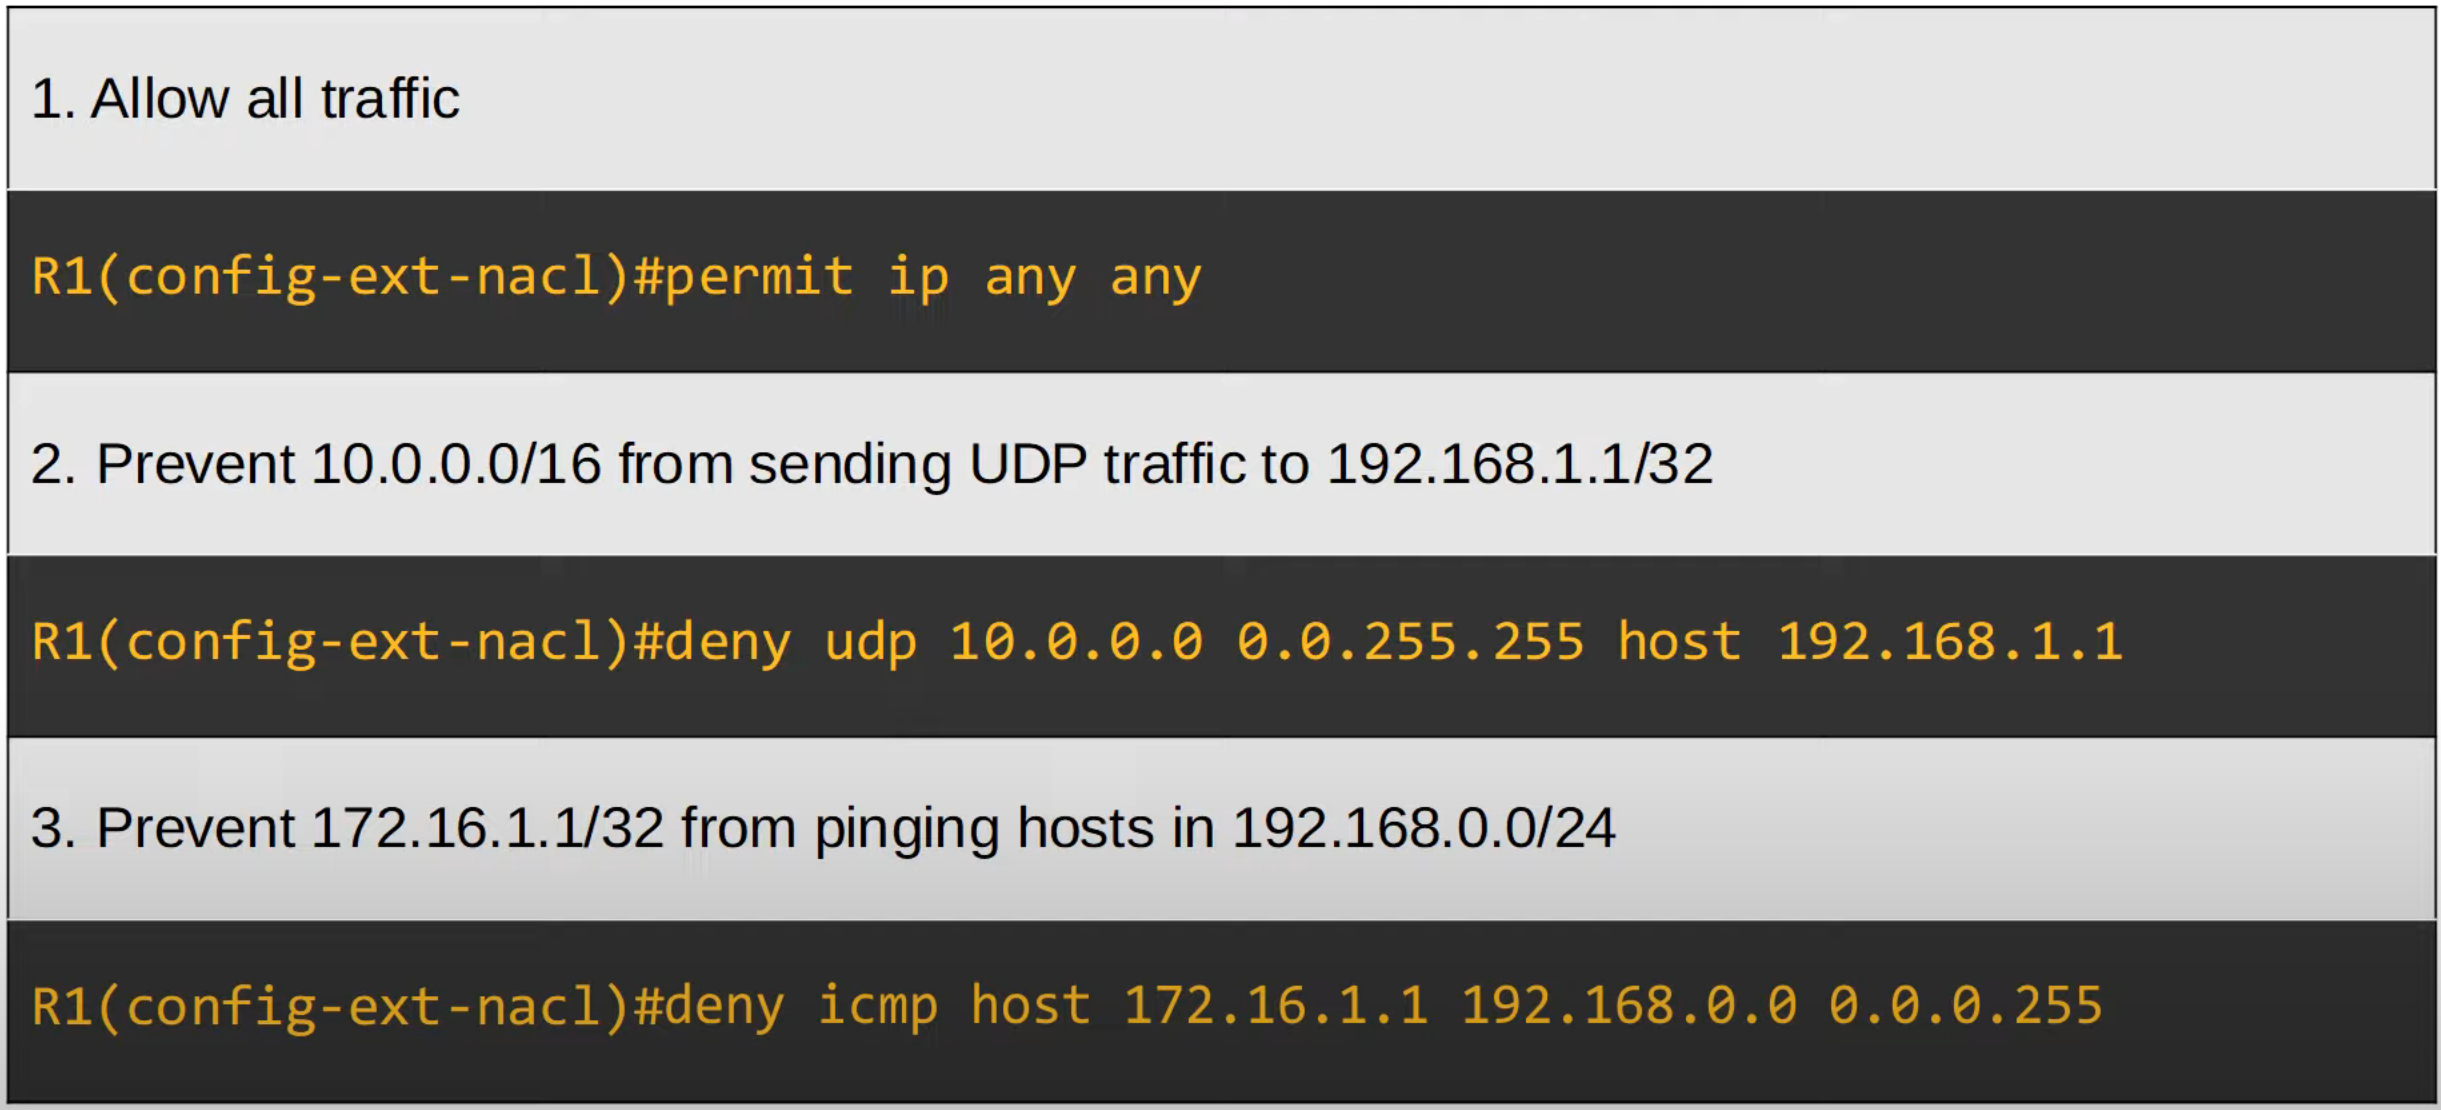 1. Allow all traffic
R1(config-ext-nacl)#permit ip any any
2. Prevent 10.0.0.0/16 from sending UDP traffic to 192.168.1.1/32
R1(config-ext-nacl)#deny udp 10.0.0.0 0.0.255.255 host 192.168.1.1
3. Prevent 172.16.1.1/32 from pinging hosts in 192.168.0.0/24
R1(config-ext-nacl)#deny icmp host 172.16.1.1 192.168.0.0 0.0.0.255